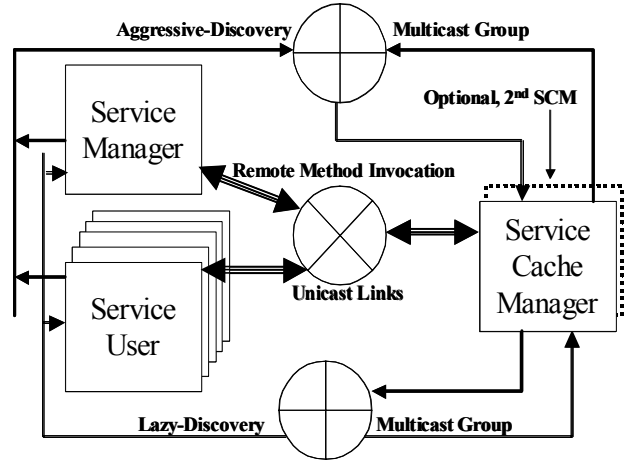 Aggressive-Discovery Multicast Group
Optional, 2nd SCM
Service
Manager
Remote Method Invocation
Service
Cache
Manager
Unicast Links
Service
User
Lazy-Discovery Multicast Group